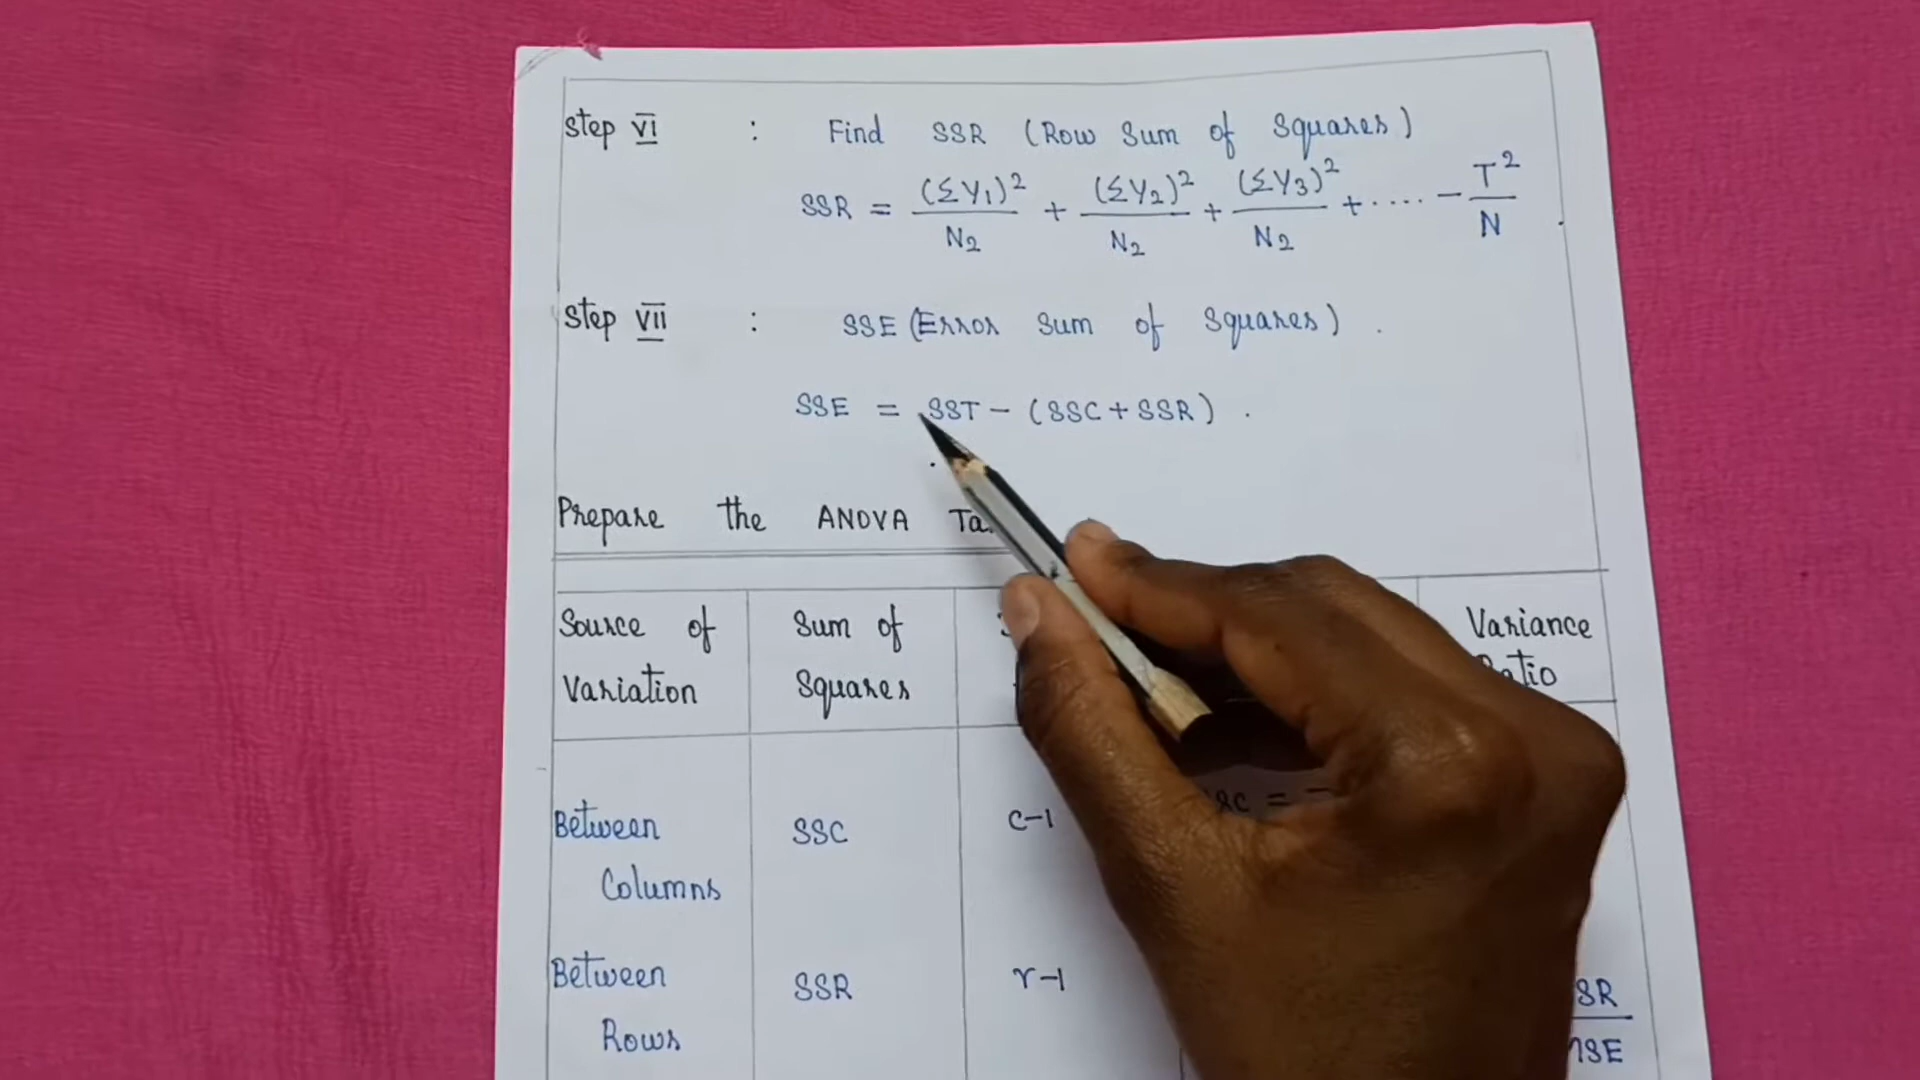 Step VI : Find SSR (Row Sum of Squares)
SSR = (ΣY1)²/N2 + (ΣY2)²/N2 + (ΣY3)²/N2 + ..... - T²/N
Step VII : SSE (Error Sum of Squares).
SSE = SST - (SSC + SSR).
Prepare the ANOVA
Source of Variation
Sum of Squares
Variance
Between Columns
SSC
c-1
Between Rows
SSR
r-1